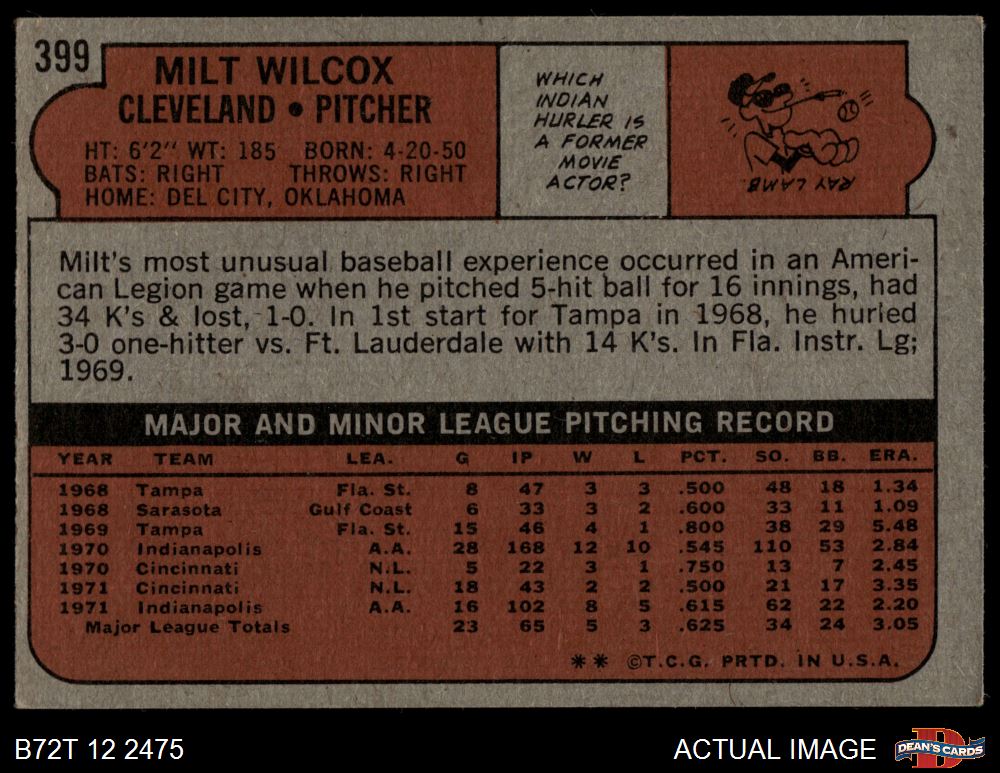 399
MILT WILCOX
CLEVELAND • PITCHER
HT: 6'2" WT: 185 BORN: 4-20-50
BATS: RIGHT THROWS: RIGHT
HOME: DEL CITY, OKLAHOMA
WHICH
INDIAN
HURLER IS
A FORMER
MOVIE
ACTOR?
RAY LAMB.
Milt's most unusual baseball experience occurred in an Ameri-
can Legion game when he pitched 5-hit ball for 16 innings, had
34 K's & lost, 1-0. In 1st start for Tampa in 1968, he hurled
3-0 one-hitter vs. Ft. Lauderdale with 14 K's. In Fla. Instr. Lg;
1969.
MAJOR AND MINOR LEAGUE PITCHING RECORD
YEAR TEAM LEA. G IP W L PCT. SO. BB. ERA.
1968 Tampa Fla. St. 8 47 3 3 .500 48 18 1.34
1968 Sarasota Gulf Coast 6 33 3 2 .600 33 11 1.09
1969 Tampa Fla. St. 15 46 4 1 .800 38 29 5.48
1970 Indianapolis A.A. 28 168 12 10 .545 110 53 2.84
1970 Cincinnati N.L. 5 22 3 1 .750 13 7 2.45
1971 Cincinnati N.L. 18 43 2 2 .500 21 17 3.35
1971 Indianapolis A.A. 16 102 8 5 .615 62 22 2.20
Major League Totals 23 65 5 3 .625 34 24 3.05
** ©T.C.G. PRTD. IN U.S.A.
B72T 12 2475
ACTUAL IMAGE
DEAN'S CARDS